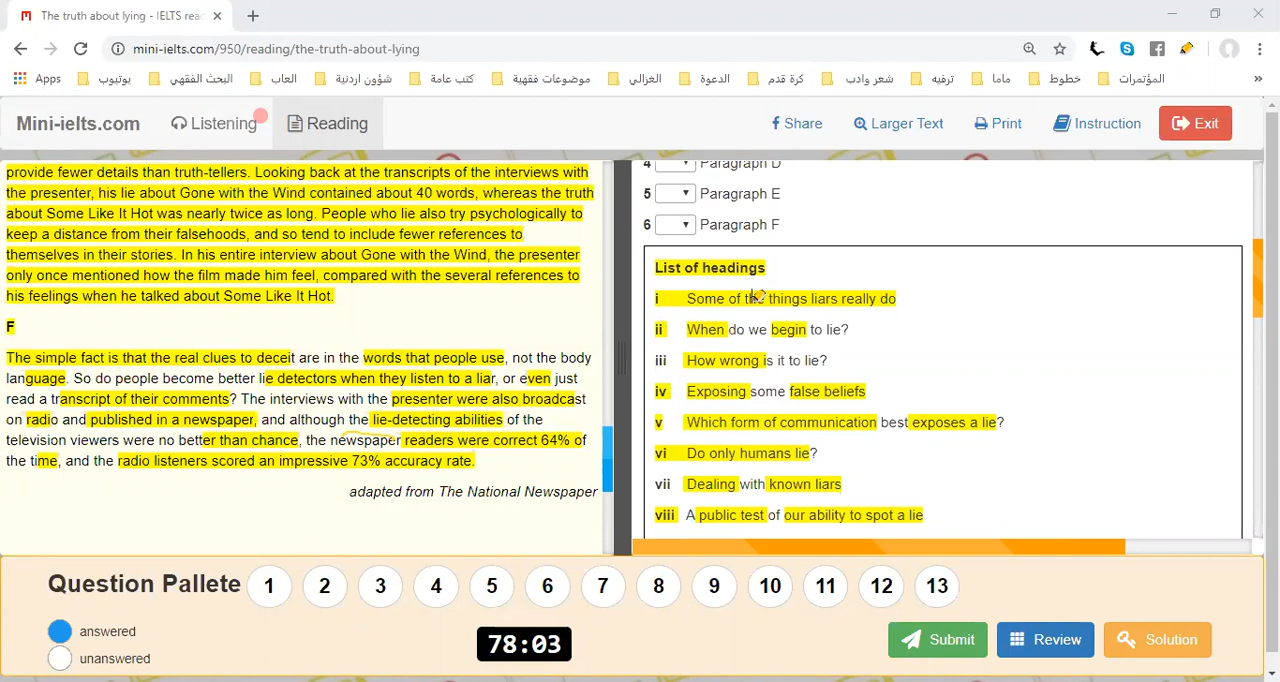 The truth about lying - IELTS rea
mini-ielts.com/950/reading/the-truth-about-lying
Apps
يوتيوب
البحث الفقهي
العاب
شؤون اردنية
كتب عامة
موضوعات فقهية
الغزالي
الدعوة
كرة قدم
شعر وادب
ترفيه
ماما
خطوط
المؤتمرات
»
Mini-ielts.com
Listening
Reading
Share
Larger Text
Print
Instruction
Exit
provide fewer details than truth-tellers. Looking back at the transcripts of the interviews with
the presenter, his lie about Gone with the Wind contained about 40 words, whereas the truth
about Some Like It Hot was nearly twice as long. People who lie also try psychologically to
keep a distance from their falsehoods, and so tend to include fewer references to
themselves in their stories. In his entire interview about Gone with the Wind, the presenter
only once mentioned how the film made him feel, compared with the several references to
his feelings when he talked about Some Like It Hot.
F
The simple fact is that the real clues to deceit are in the words that people use, not the body
language. So do people become better lie detectors when they listen to a liar, or even just
read a transcript of their comments? The interviews with the presenter were also broadcast
on radio and published in a newspaper, and although the lie-detecting abilities of the
television viewers were no better than chance, the newspaper readers were correct 64% of
the time, and the radio listeners scored an impressive 73% accuracy rate.
adapted from The National Newspaper
4 Paragraph D
5 Paragraph E
6 Paragraph F
List of headings
i Some of the things liars really do
ii When do we begin to lie?
iii How wrong is it to lie?
iv Exposing some false beliefs
v Which form of communication best exposes a lie?
vi Do only humans lie?
vii Dealing with known liars
viii A public test of our ability to spot a lie
Question Pallete 1 2 3 4 5 6 7 8 9 10 11 12 13
answered
unanswered
78:03
Submit
Review
Solution